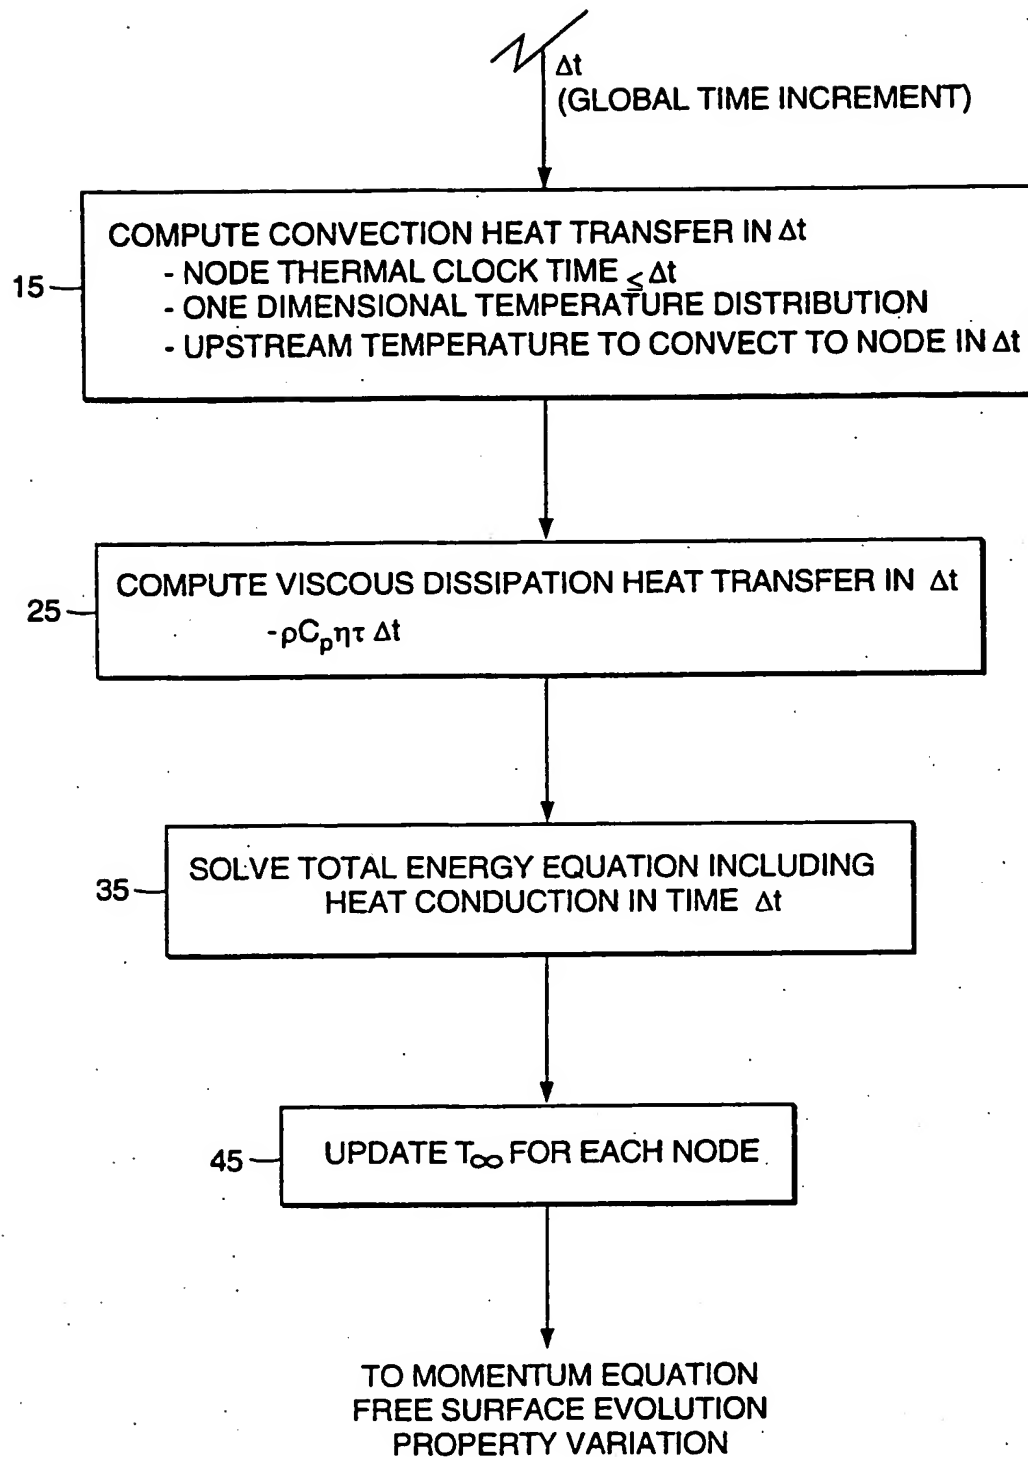 Δt
(GLOBAL TIME INCREMENT)
COMPUTE CONVECTION HEAT TRANSFER IN Δt
- NODE THERMAL CLOCK TIME ≤ Δt
- ONE DIMENSIONAL TEMPERATURE DISTRIBUTION
- UPSTREAM TEMPERATURE TO CONVECT TO NODE IN Δt
15
COMPUTE VISCOUS DISSIPATION HEAT TRANSFER IN Δt
- ρCpητ Δt
25
SOLVE TOTAL ENERGY EQUATION INCLUDING
HEAT CONDUCTION IN TIME Δt
35
UPDATE T∞ FOR EACH NODE
45
TO MOMENTUM EQUATION
FREE SURFACE EVOLUTION
PROPERTY VARIATION